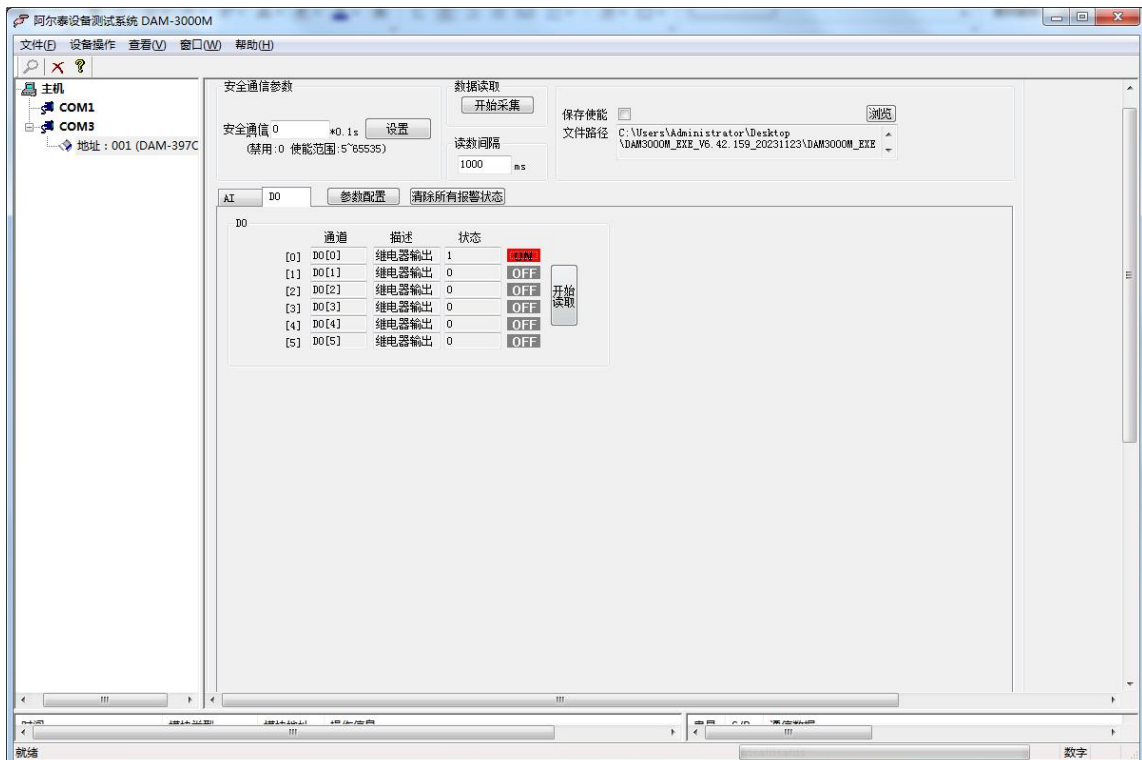 阿尔泰设备测试系统 DAM-3000M
文件(F) 设备操作 查看(V) 窗口(W) 帮助(H)
主机
COM1
COM3
地址：001 (DAM-397C
安全通信参数
安全通信 0 *0.1s 设置
(禁用:0 使能范围:5~65535)
数据读取
开始采集
读数间隔
1000 ms
保存使能 浏览
文件路径 C:\Users\Administrator\Desktop
\DAM3000M_EXE_V6.42.159_20231123\DAM3000M_EXE
AI DO 参数配置 清除所有报警状态
DO
通道 描述 状态
[0] DO[0] 继电器输出 1 ON
[1] DO[1] 继电器输出 0 OFF
[2] DO[2] 继电器输出 0 OFF
[3] DO[3] 继电器输出 0 OFF
[4] DO[4] 继电器输出 0 OFF
[5] DO[5] 继电器输出 0 OFF
开始
读取
就绪 数字